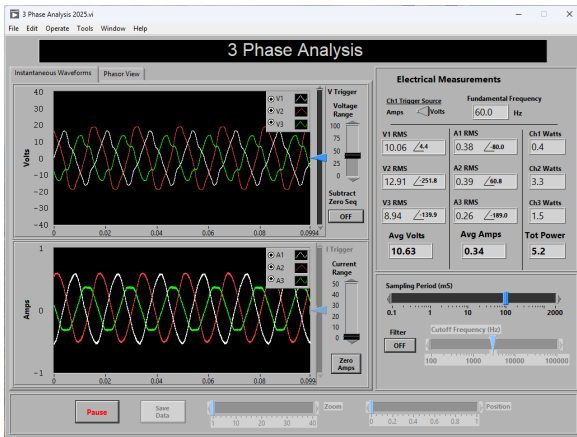 3 Phase Analysis 2025.vi
File Edit Operate Tools Window Help
3 Phase Analysis
Instantaneous Waveforms Phasor View
Volts
40
30
20
10
0
−10
−20
−30
−40
0 0.02 0.04 0.06 0.08 0.0994
V1
V2
V3
V Trigger
Voltage
Range
100
75
50
25
0
Subtract
Zero Seq
OFF
Amps
1
0
−1
0 0.02 0.04 0.06 0.08 0.099
A1
A2
A3
I Trigger
Current
Range
50
40
30
20
10
0
Zero
Amps
Electrical Measurements
Ch1 Trigger Source
Amps Volts
Fundamental Frequency
60.0 Hz
V1 RMS A1 RMS Ch1 Watts
10.06 4.4 0.38 -80.0 0.4
V2 RMS A2 RMS Ch2 Watts
12.91 -251.8 0.39 60.8 3.3
V3 RMS A3 RMS Ch3 Watts
8.94 -139.9 0.26 -189.0 1.5
Avg Volts Avg Amps Tot Power
10.63 0.34 5.2
Sampling Period (mS)
0.1 1 10 100 2000
Filter
OFF
Cutoff Frequency (Hz)
100 1000 10000 100000
Pause
Save
Data
Zoom
1 10 20 30 40
Position
0 0.2 0.4 0.6 0.8 1